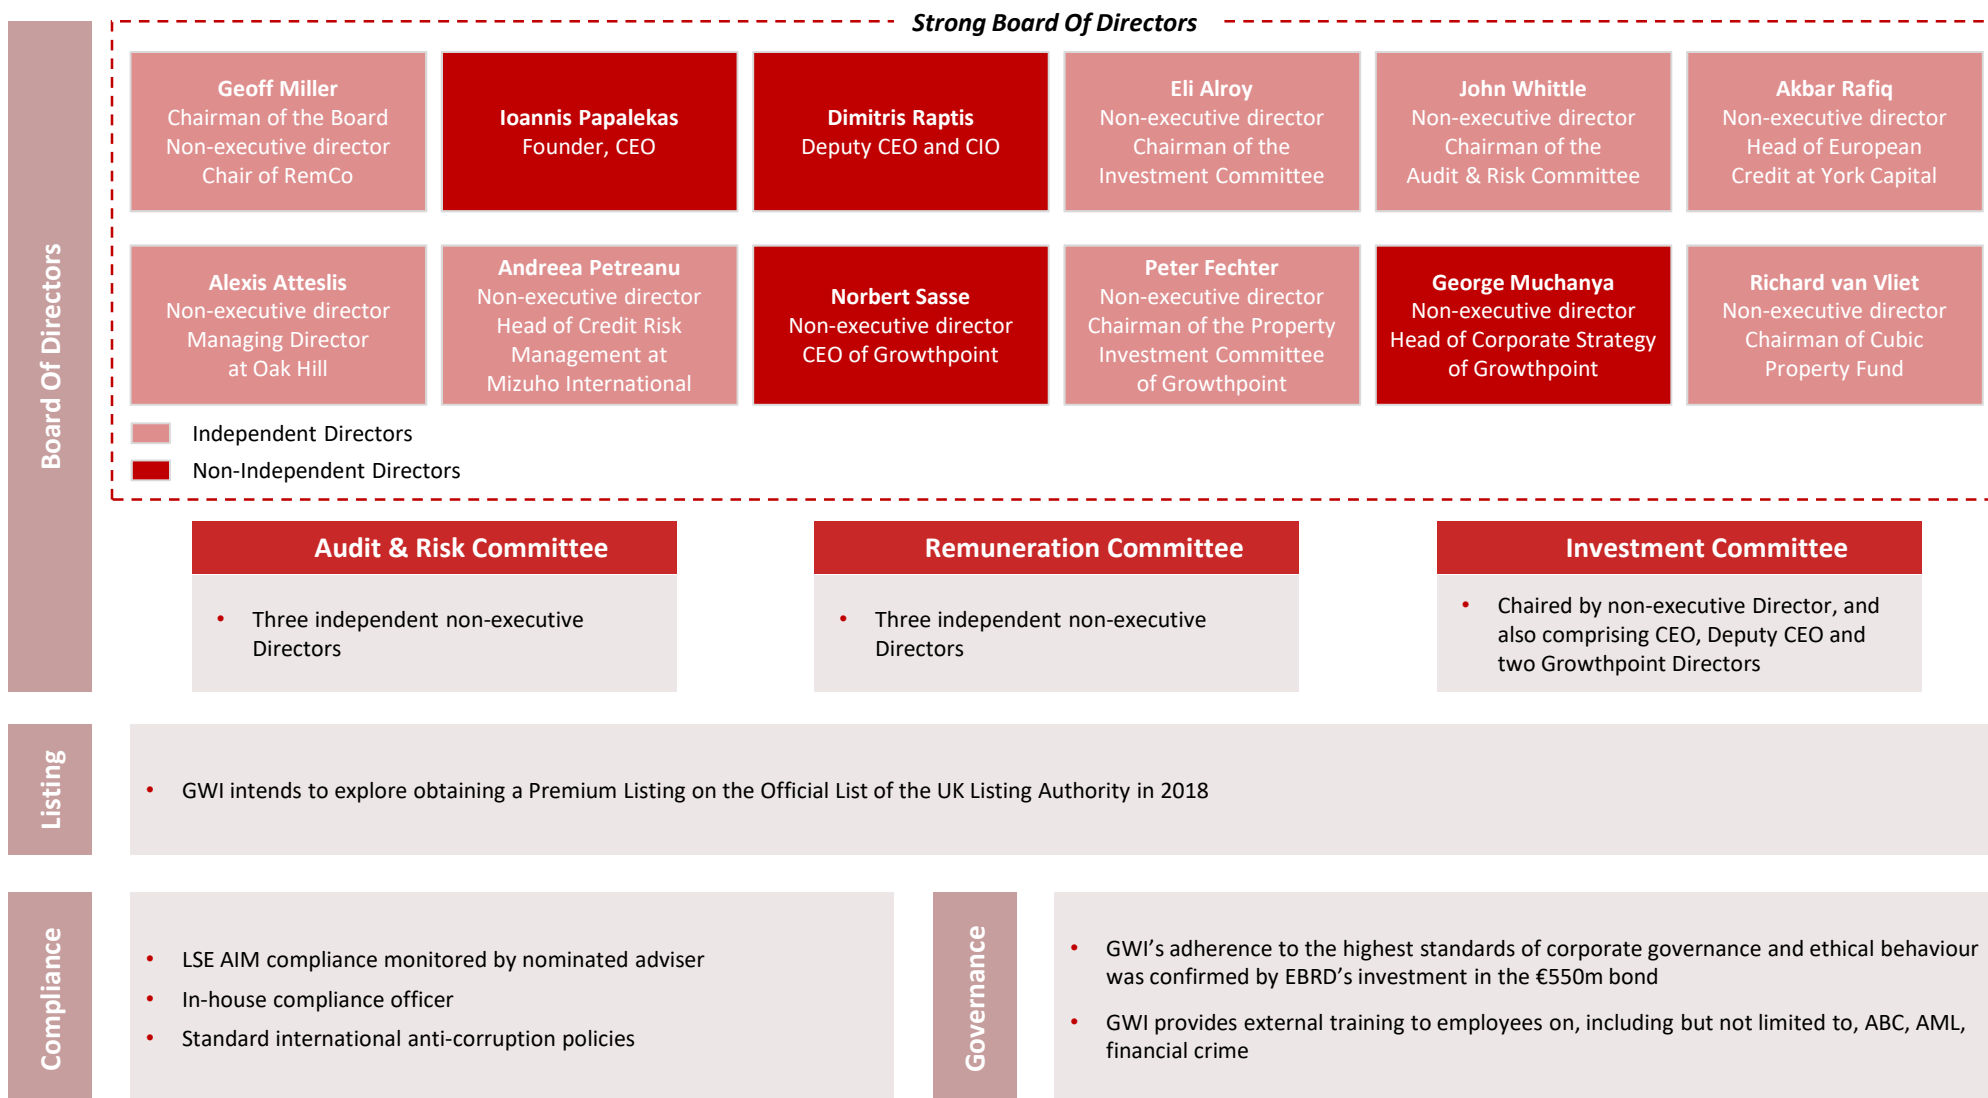 Strong Board Of Directors
Board Of Directors
Geoff Miller
Chairman of the Board
Non-executive director
Chair of RemCo
Ioannis Papalekas
Founder, CEO
Dimitris Raptis
Deputy CEO and CIO
Eli Alroy
Non-executive director
Chairman of the
Investment Committee
John Whittle
Non-executive director
Chairman of the
Audit & Risk Committee
Akbar Rafiq
Non-executive director
Head of European
Credit at York Capital
Alexis Atteslis
Non-executive director
Managing Director
at Oak Hill
Andreea Petreanu
Non-executive director
Head of Credit Risk
Management at
Mizuho International
Norbert Sasse
Non-executive director
CEO of Growthpoint
Peter Fechter
Non-executive director
Chairman of the Property
Investment Committee
of Growthpoint
George Muchanya
Non-executive director
Head of Corporate Strategy
of Growthpoint
Richard van Vliet
Non-executive director
Chairman of Cubic
Property Fund
Independent Directors
Non-Independent Directors
Audit & Risk Committee
• Three independent non-executive
Directors
Remuneration Committee
• Three independent non-executive
Directors
Investment Committee
• Chaired by non-executive Director, and
also comprising CEO, Deputy CEO and
two Growthpoint Directors
Listing
• GWI intends to explore obtaining a Premium Listing on the Official List of the UK Listing Authority in 2018
Compliance
• LSE AIM compliance monitored by nominated adviser
• In-house compliance officer
• Standard international anti-corruption policies
Governance
• GWI’s adherence to the highest standards of corporate governance and ethical behaviour
was confirmed by EBRD’s investment in the €550m bond
• GWI provides external training to employees on, including but not limited to, ABC, AML,
financial crime